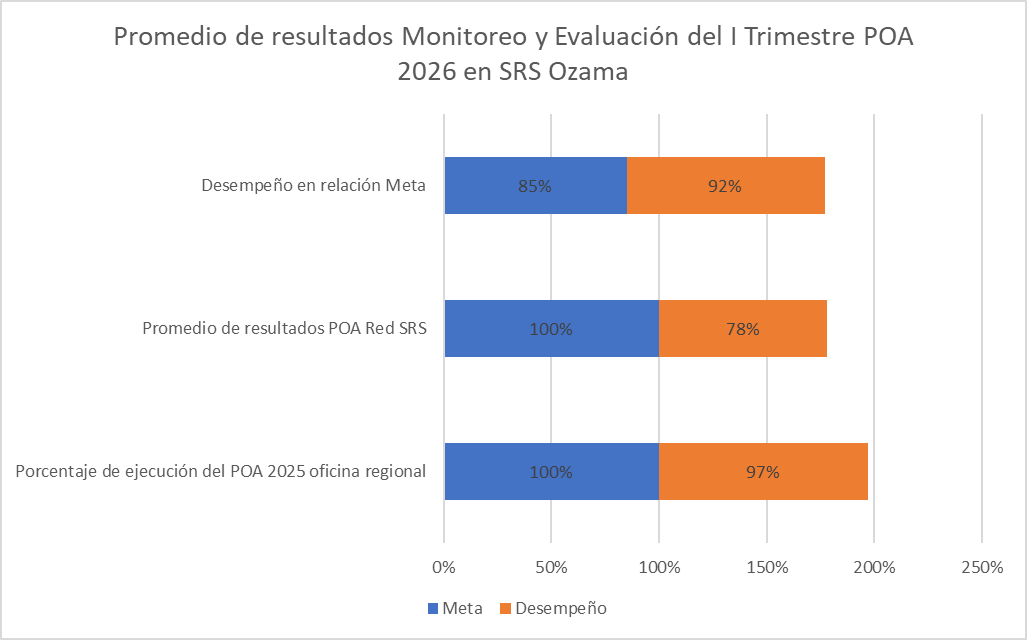 Promedio de resultados Monitoreo y Evaluación del I Trimestre POA
2026 en SRS Ozama
Desempeño en relación Meta
85%
92%
Promedio de resultados POA Red SRS
100%
78%
Porcentaje de ejecución del POA 2025 oficina regional
100%
97%
0%
50%
100%
150%
200%
250%
Meta
Desempeño